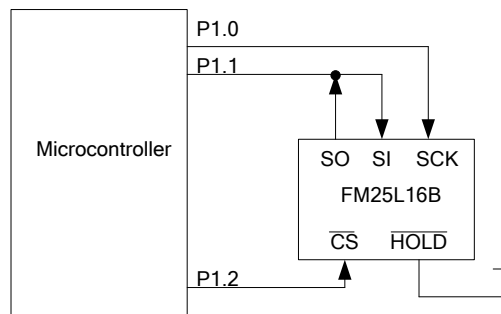 P1.0
P1.1
Microcontroller
SO SI SCK
FM25L16B
CS HOLD
P1.2